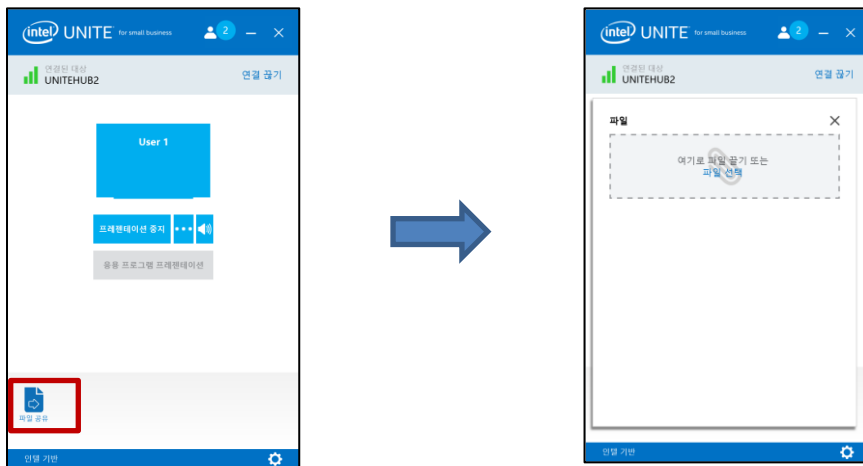 intel UNITE for small business 2
연결된 대상
UNITEHUB2
연결 끊기
User 1
프레젠테이션 중지
응용 프로그램 프레젠테이션
파일 공유
인텔 기반
intel UNITE for small business 2
연결된 대상
UNITEHUB2
연결 끊기
파일
여기로 파일 끌기 또는
파일 선택
인텔 기반